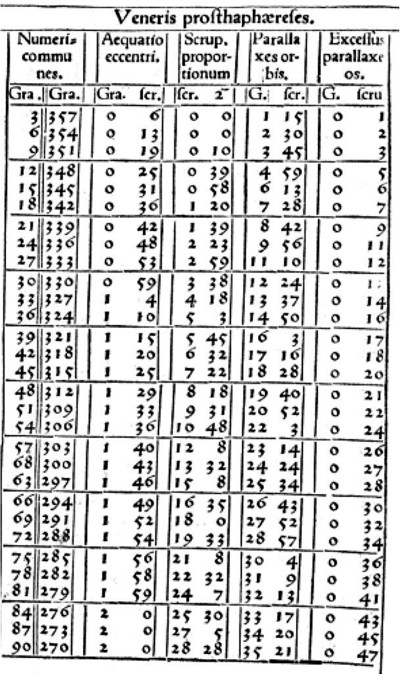 Veneris proſthaphæreſes.
Numeri communes. | Aequatio eccentri. | Scrup. proportionum | Parallaxes orbis. | Exceſſus parallaxeos.
Gra. Gra. | Gra. ſcr. | ſcr. 2 | G. ſcr. | G. ſcru
3 357 0 6 0 0 1 15 0 1
6 354 0 13 0 0 2 30 0 2
9 351 0 19 0 10 3 45 0 3
12 348 0 25 0 39 4 59 0 5
15 345 0 31 0 58 6 13 0 6
18 342 0 36 1 20 7 28 0 7
21 339 0 42 1 39 8 42 0 9
24 336 0 48 2 23 9 56 0 11
27 333 0 53 2 59 11 10 0 12
30 330 0 59 3 38 12 24 0
33 327 1 4 4 18 13 37 0 14
36 324 1 10 5 3 14 50 0 16
39 321 1 15 5 45 16 3 0 17
42 318 1 20 6 32 17 16 0 18
45 315 1 25 7 22 18 28 0 20
48 312 1 29 8 18 19 40 0 21
51 309 1 33 9 31 20 52 0 22
54 306 1 36 10 48 22 3 0 24
57 303 1 40 12 8 23 14 0 26
68 300 1 43 13 32 24 24 0 27
63 297 1 46 15 8 25 34 0 28
66 294 1 49 16 35 26 43 0 30
69 291 1 52 18 0 27 52 0 32
72 288 1 54 19 33 28 57 0 34
75 285 1 56 21 8 30 4 0 36
78 282 1 58 22 32 31 9 0 38
81 279 1 59 24 7 32 13 0 41
84 276 2 0 25 30 33 17 0 43
87 273 2 0 27 5 34 20 0 45
90 270 2 0 28 28 35 21 0 47